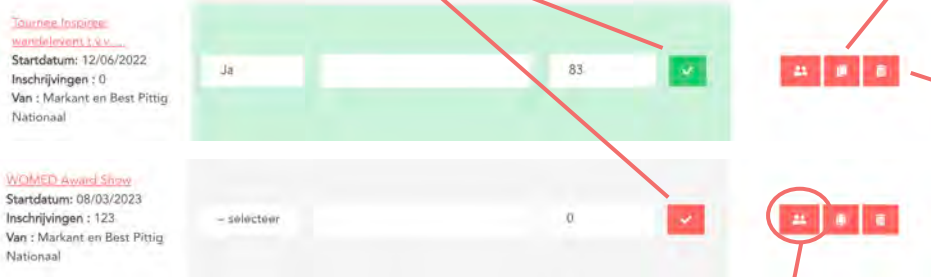 Tournee Inspiree:
wandelevent t.v.v. ...
Startdatum: 12/06/2022
Inschrijvingen : 0
Van : Markant en Best Pittig
Nationaal
Ja
83
WOMED Award Show
Startdatum: 08/03/2023
Inschrijvingen : 123
Van : Markant en Best Pittig
Nationaal
– selecteer
0